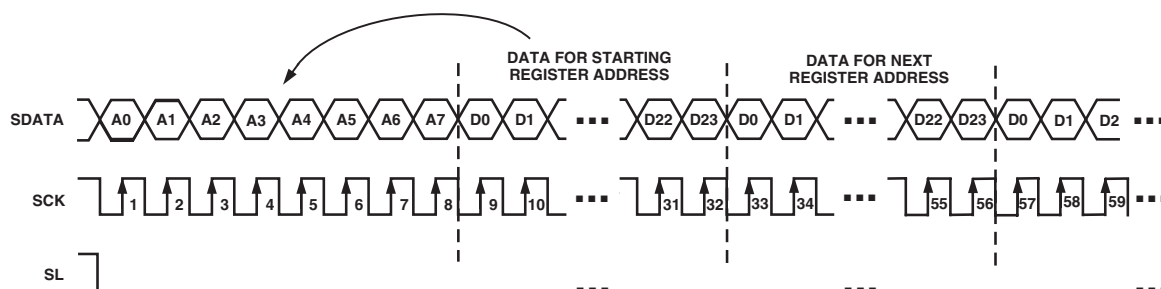 DATA FOR STARTING
REGISTER ADDRESS
DATA FOR NEXT
REGISTER ADDRESS
SDATA A0 A1 A2 A3 A4 A5 A6 A7 D0 D1 D22 D23 D0 D1 D22 D23 D0 D1 D2
SCK 1 2 3 4 5 6 7 8 9 10 31 32 33 34 55 56 57 58 59
SL